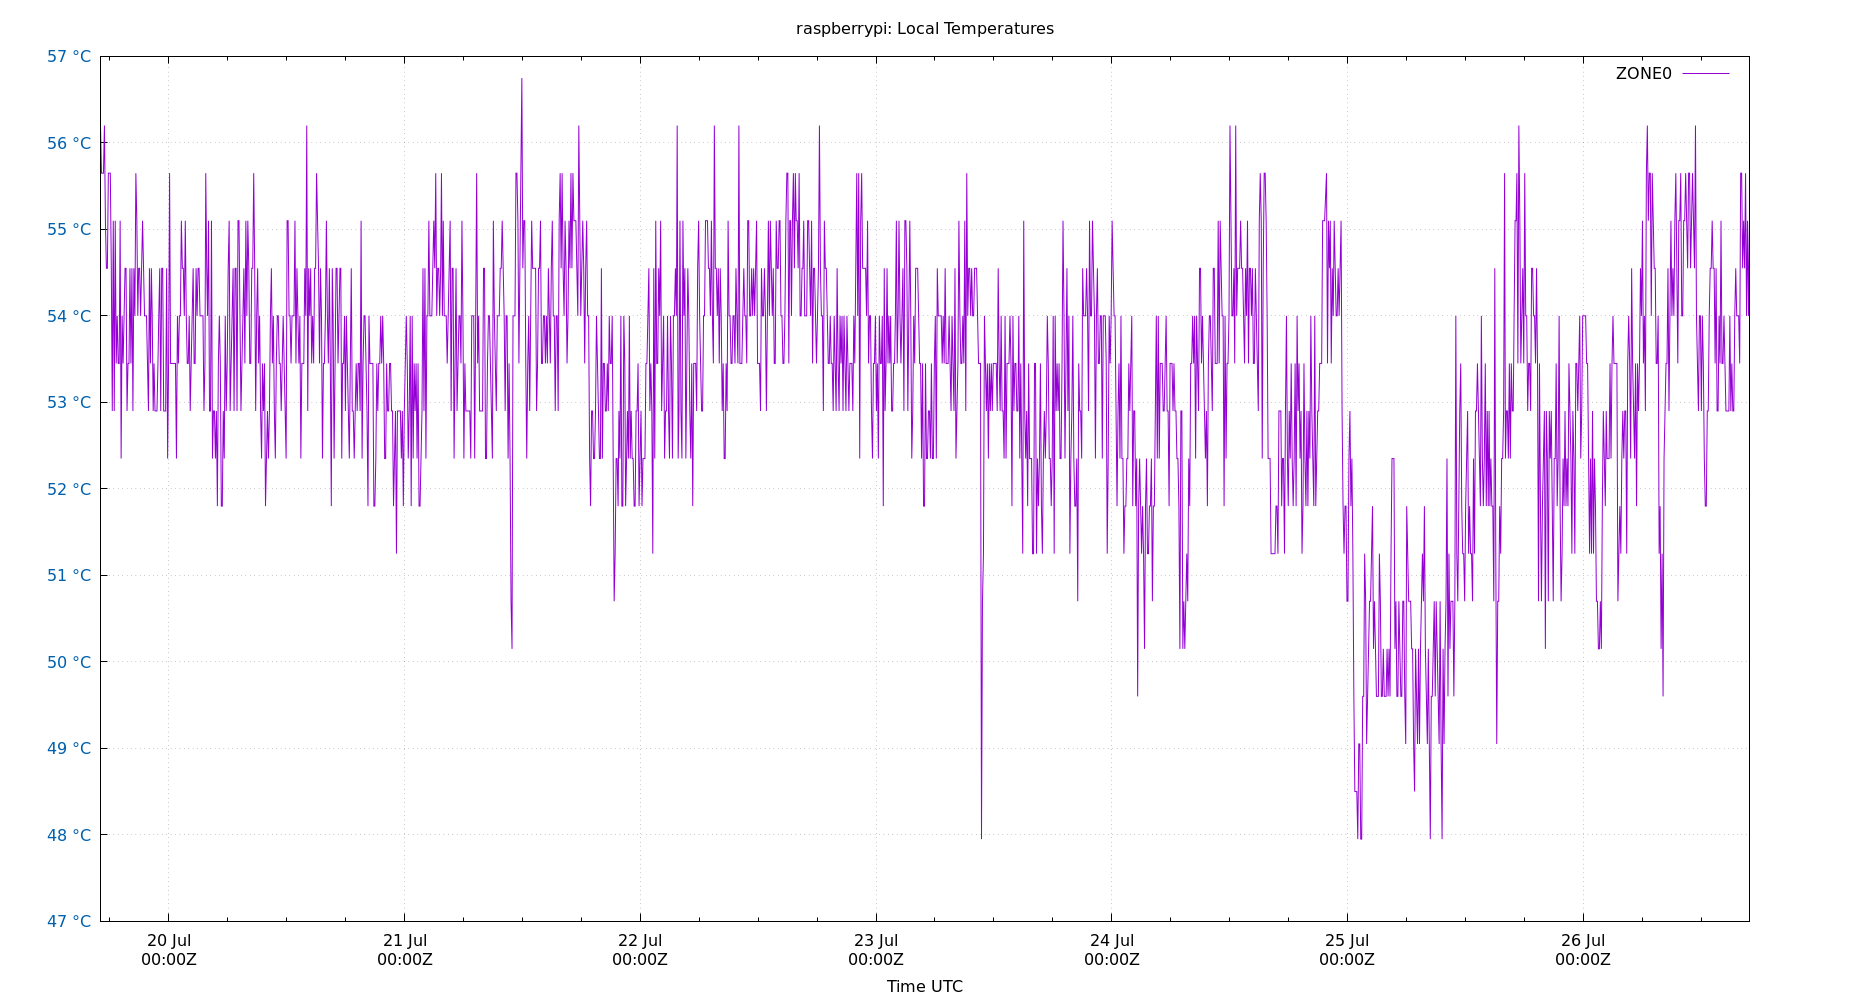 raspberrypi: Local Temperatures
ZONE0
57 °C
56 °C
55 °C
54 °C
53 °C
52 °C
51 °C
50 °C
49 °C
48 °C
47 °C
20 Jul 21 Jul 22 Jul 23 Jul 24 Jul 25 Jul 26 Jul
00:00Z 00:00Z 00:00Z 00:00Z 00:00Z 00:00Z 00:00Z
Time UTC